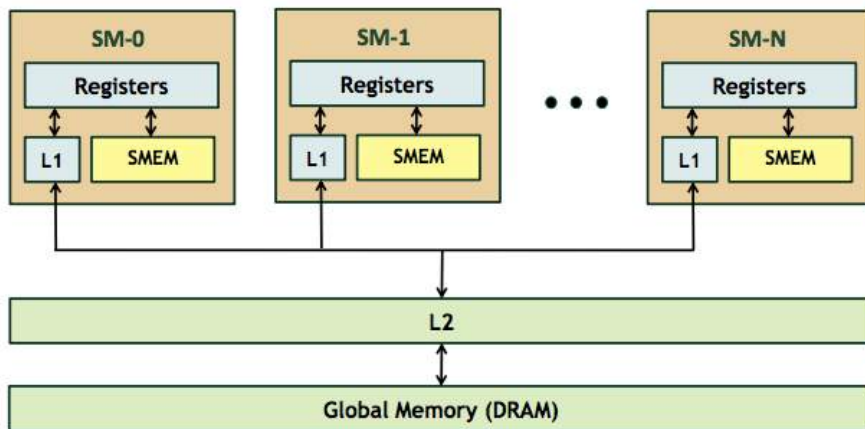 SM-0 SM-1 SM-N
Registers Registers Registers
L1 SMEM L1 SMEM L1 SMEM
L2
Global Memory (DRAM)